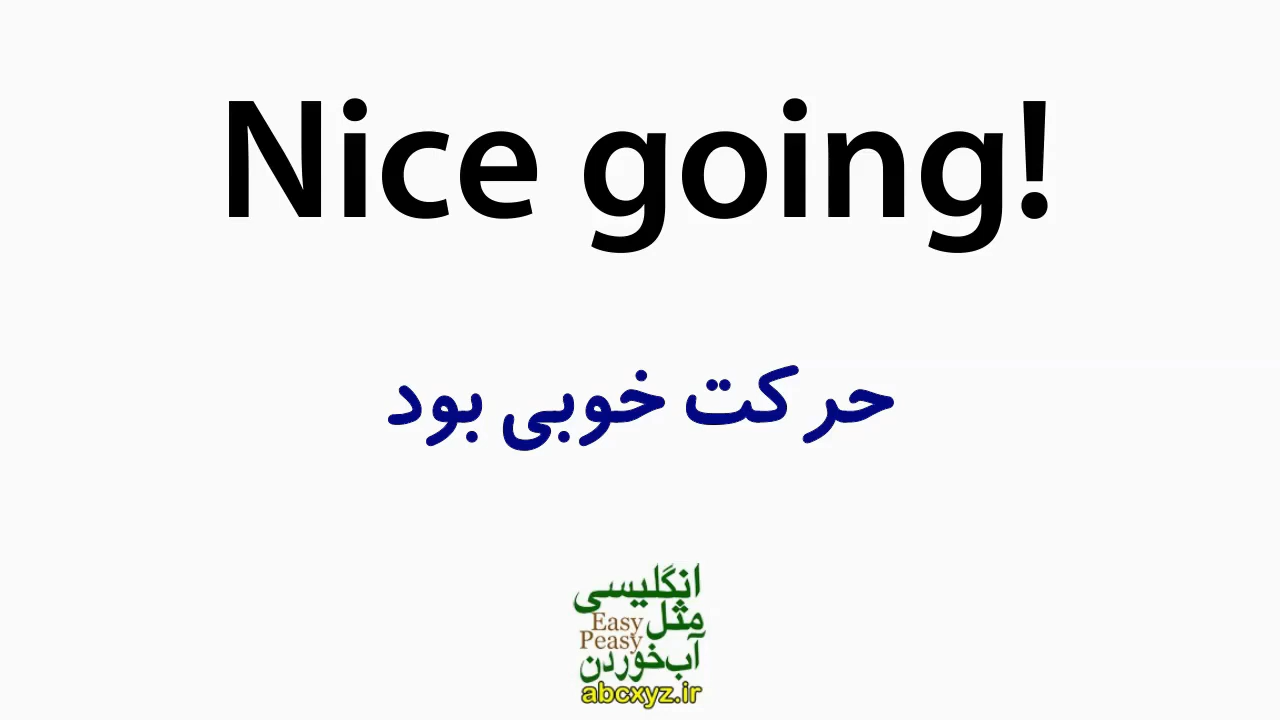 Nice going!
حرکت خوبی بود
انگلیسی
مثل Easy
Peasy
آب‌خوردن
abcxyz.ir